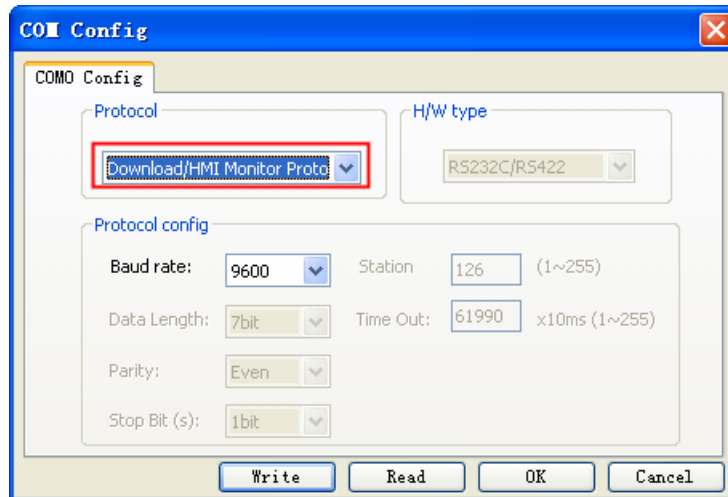 COM Config
COM0 Config
Protocol
H/W type
Download/HMI Monitor Proto
RS232C/RS422
Protocol config
Baud rate: 9600 Station 126 (1~255)
Data Length: 7bit Time Out: 61990 x10ms (1~255)
Parity: Even
Stop Bit (s): 1bit
Write Read OK Cancel